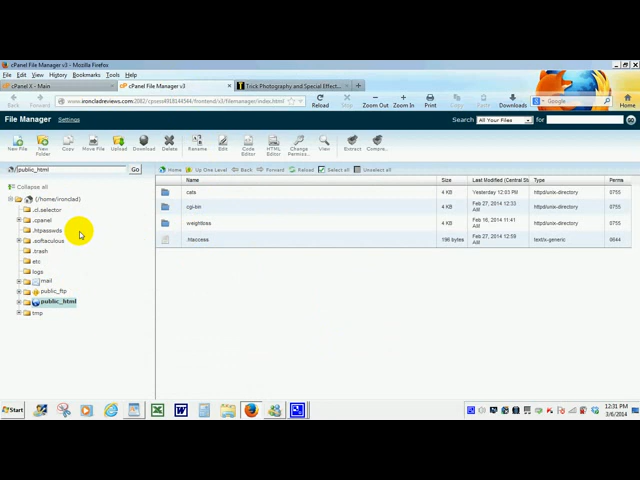 cPanel File Manager v3 - Mozilla Firefox
File Edit View History Bookmarks Tools Help
cPanel X - Main
cPanel File Manager v3
Trick Photography and Special Effect...
Back Forward
www.ironcladreviews.com:2082/cpsess4918144544/frontend/x3/filemanager/index.html
Reload Stop Zoom Out Zoom In Print Downloads
Google
Home
File Manager Settings
Search All Your Files for
Go
New File New Folder Copy Move File Upload Download Delete Rename Edit Code Editor HTML Editor Change Permis... View Extract Compre...
/public_html Go
Home Up One Level Back Forward Reload Select all Unselect all
Collapse all
(/home/ironclad)
.cl.selector
.cpanel
.htpasswds
.softaculous
.trash
etc
logs
mail
public_ftp
public_html
tmp
Name Size Last Modified (Central St Type Perms
cats 4 KB Yesterday 12:03 PM httpd/unix-directory 0755
cgi-bin 4 KB Feb 27, 2014 12:33 AM httpd/unix-directory 0755
weightloss 4 KB Feb 16, 2014 11:41 AM httpd/unix-directory 0755
.htaccess 196 bytes Feb 27, 2014 12:59 AM text/x-generic 0644
Start
12:31 PM
3/6/2014